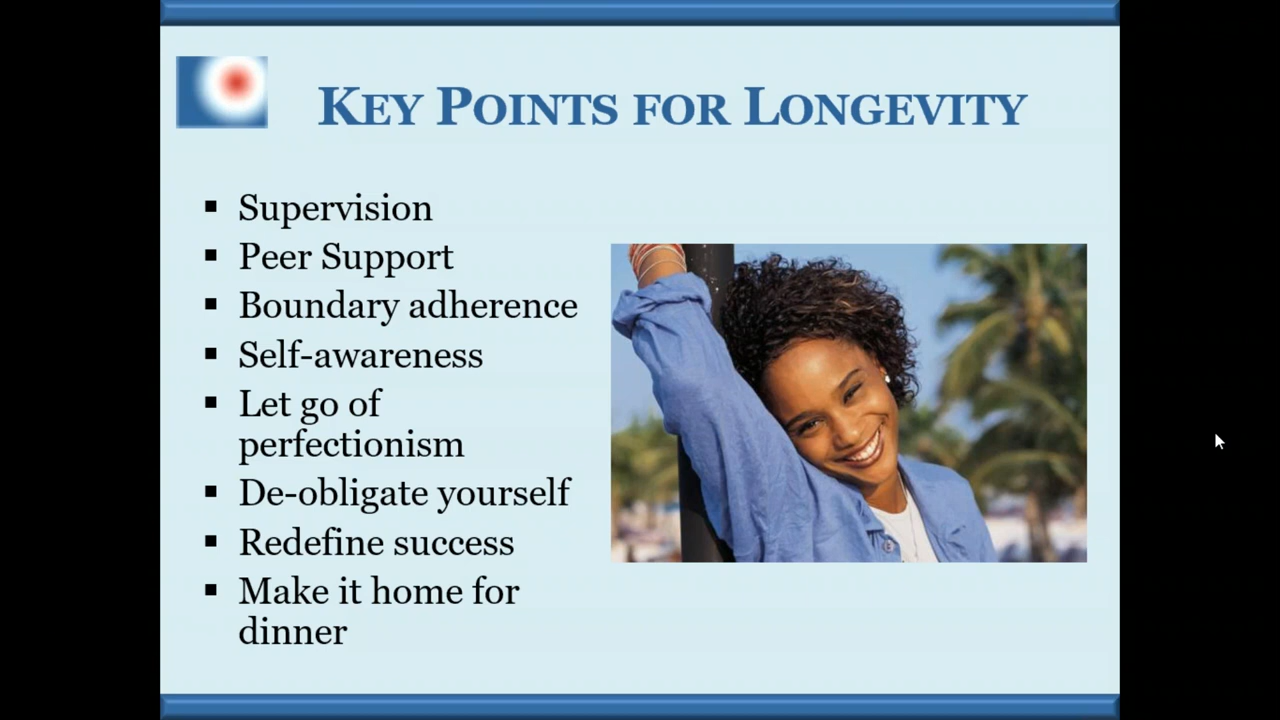 KEY POINTS FOR LONGEVITY
Supervision
Peer Support
Boundary adherence
Self-awareness
Let go of
perfectionism
De-obligate yourself
Redefine success
Make it home for
dinner